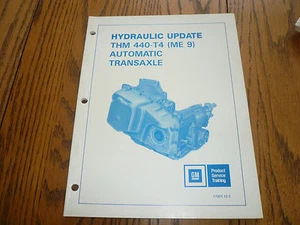 HYDRAULIC UPDATE
THM 440-T4 (ME 9)
AUTOMATIC
TRANSAXLE
GM
Product
Service
Training